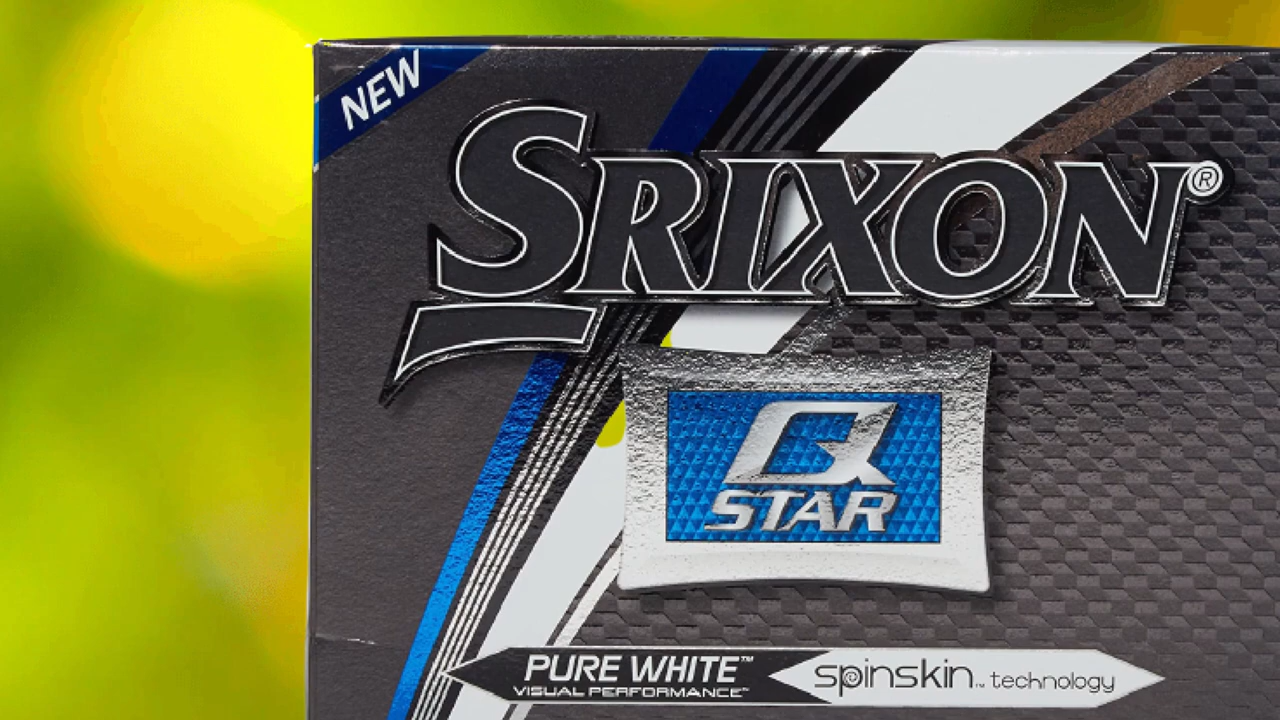 NEW
SRIXON®
Q
STAR
PURE WHITE™
VISUAL PERFORMANCE™
spinskin™ technology